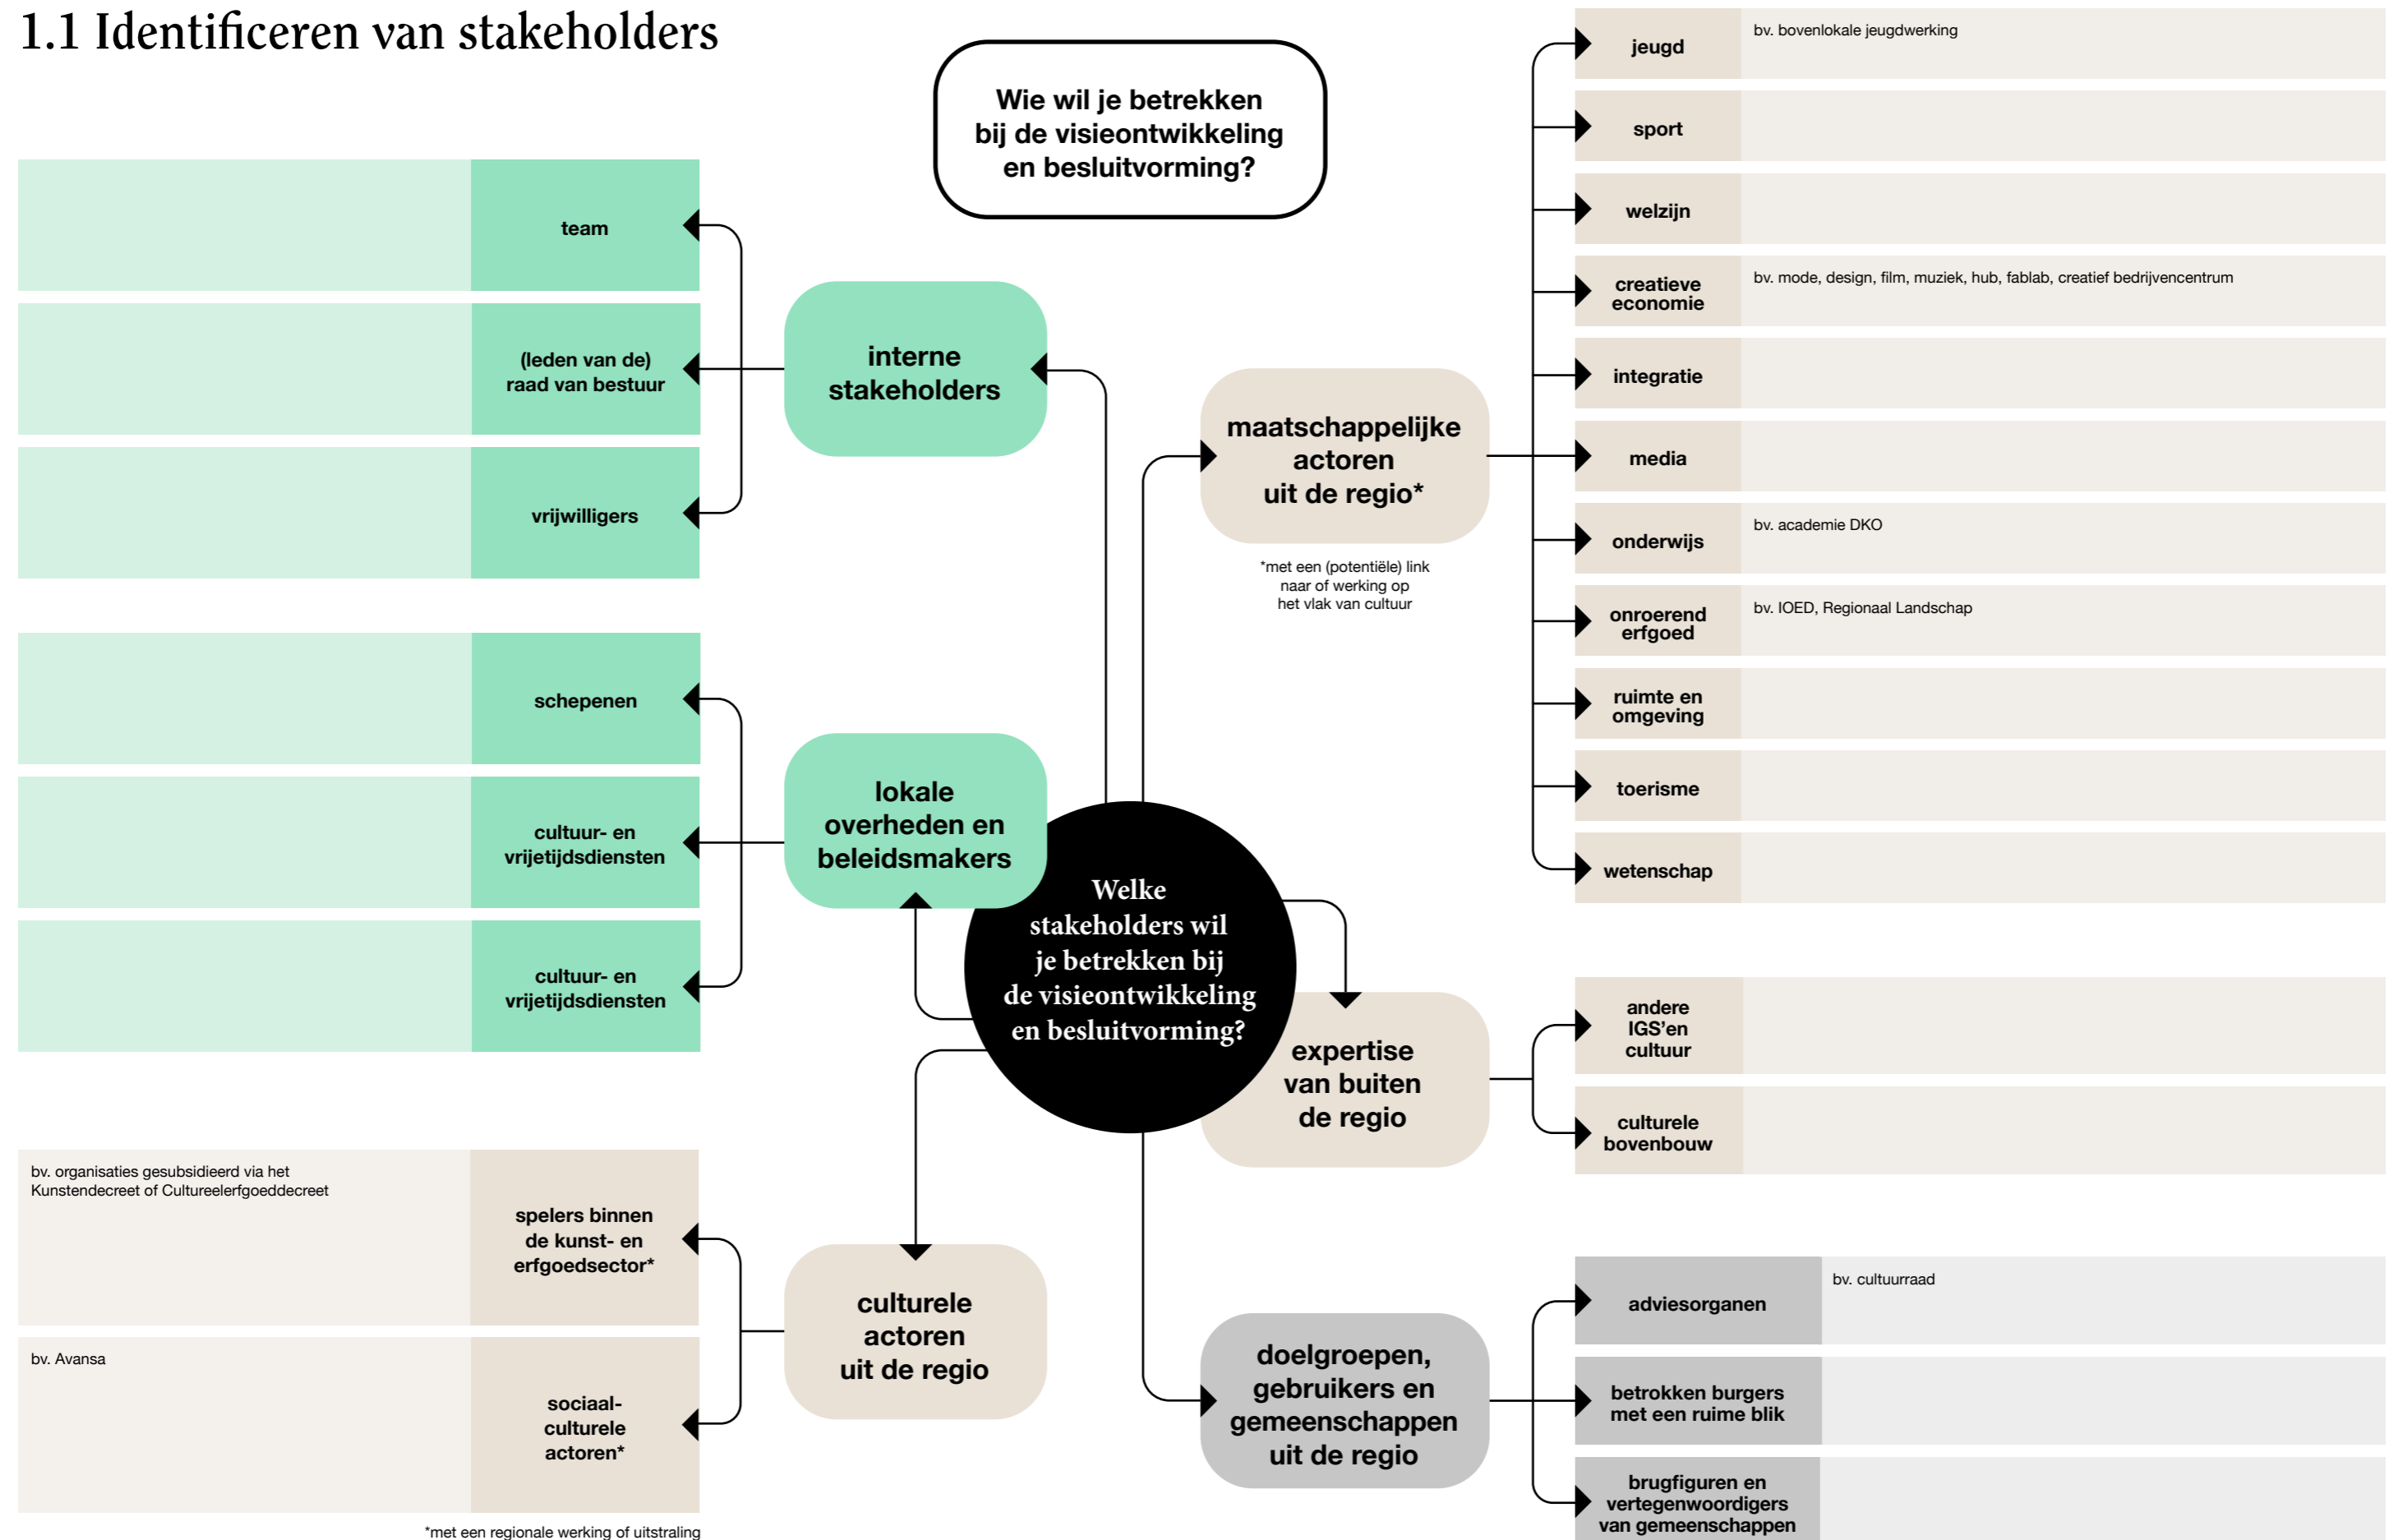 1.1 Identificeren van stakeholders
Wie wil je betrekken
bij de visieontwikkeling
en besluitvorming?
team
(leden van de)
raad van bestuur
vrijwilligers
interne
stakeholders
schepenen
cultuur- en
vrijetijdsdiensten
cultuur- en
vrijetijdsdiensten
lokale
overheden en
beleidsmakers
Welke
stakeholders wil
je betrekken bij
de visieontwikkeling
en besluitvorming?
bv. organisaties gesubsidieerd via het
Kunstendecreet of Cultureelerfgoeddecreet
spelers binnen
de kunst- en
erfgoedsector*
bv. Avansa
sociaal-
culturele
actoren*
*met een regionale werking of uitstraling
culturele
actoren
uit de regio
maatschappelijke
actoren
uit de regio*
*met een (potentiële) link
naar of werking op
het vlak van cultuur
jeugd
bv. bovenlokale jeugdwerking
sport
welzijn
creatieve
economie
bv. mode, design, film, muziek, hub, fablab, creatief bedrijvencentrum
integratie
media
onderwijs
bv. academie DKO
onroerend
erfgoed
bv. IOED, Regionaal Landschap
ruimte en
omgeving
toerisme
wetenschap
expertise
van buiten
de regio
andere
IGS'en
cultuur
culturele
bovenbouw
doelgroepen,
gebruikers en
gemeenschappen
uit de regio
adviesorganen
bv. cultuurraad
betrokken burgers
met een ruime blik
brugfiguren en
vertegenwoordigers
van gemeenschappen